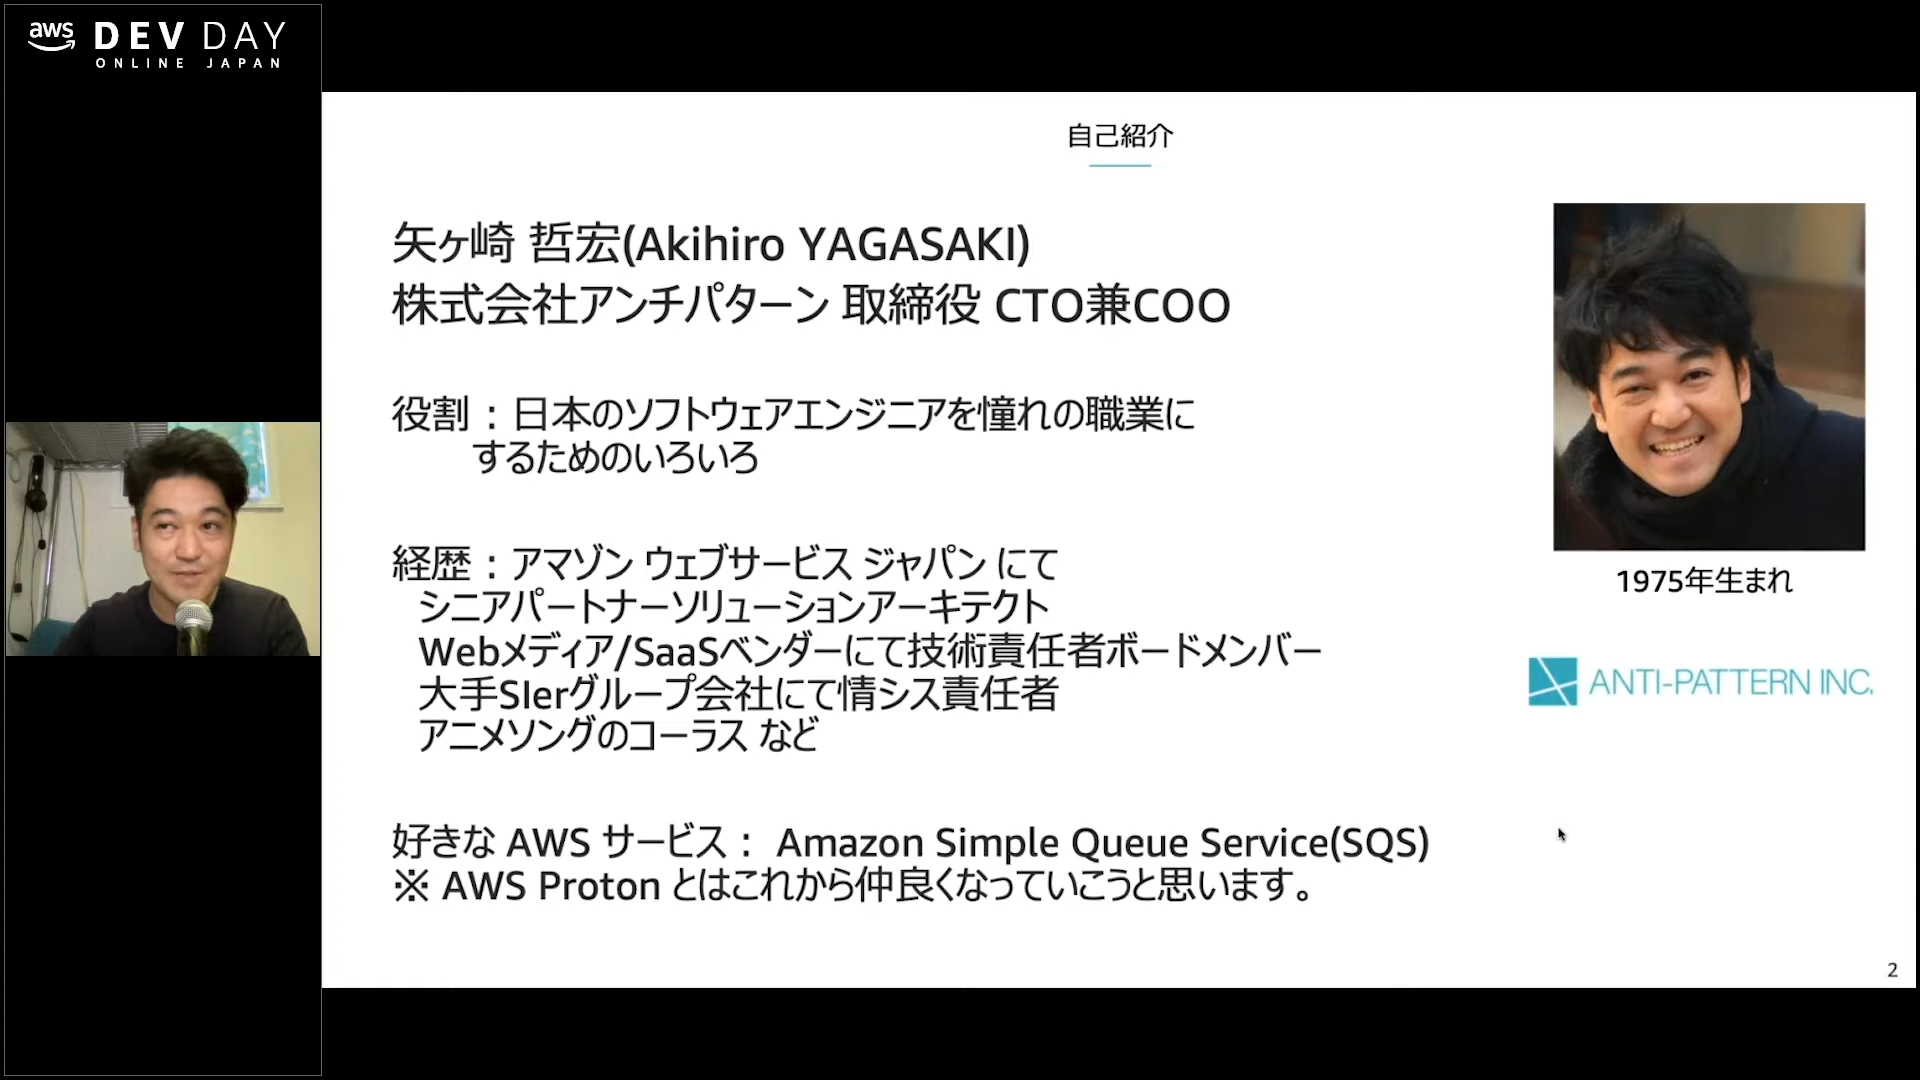 aws DEV DAY
ONLINE JAPAN
自己紹介
矢ヶ崎 哲宏(Akihiro YAGASAKI)
株式会社アンチパターン 取締役 CTO兼COO
役割：日本のソフトウェアエンジニアを憧れの職業に
するためのいろいろ
経歴：アマゾン ウェブサービス ジャパン にて
シニアパートナーソリューションアーキテクト
Webメディア/SaaSベンダーにて技術責任者ボードメンバー
大手SIerグループ会社にて情シス責任者
アニメソングのコーラス など
好きな AWS サービス： Amazon Simple Queue Service(SQS)
※ AWS Proton とはこれから仲良くなっていこうと思います。
1975年生まれ
ANTI-PATTERN INC.
2